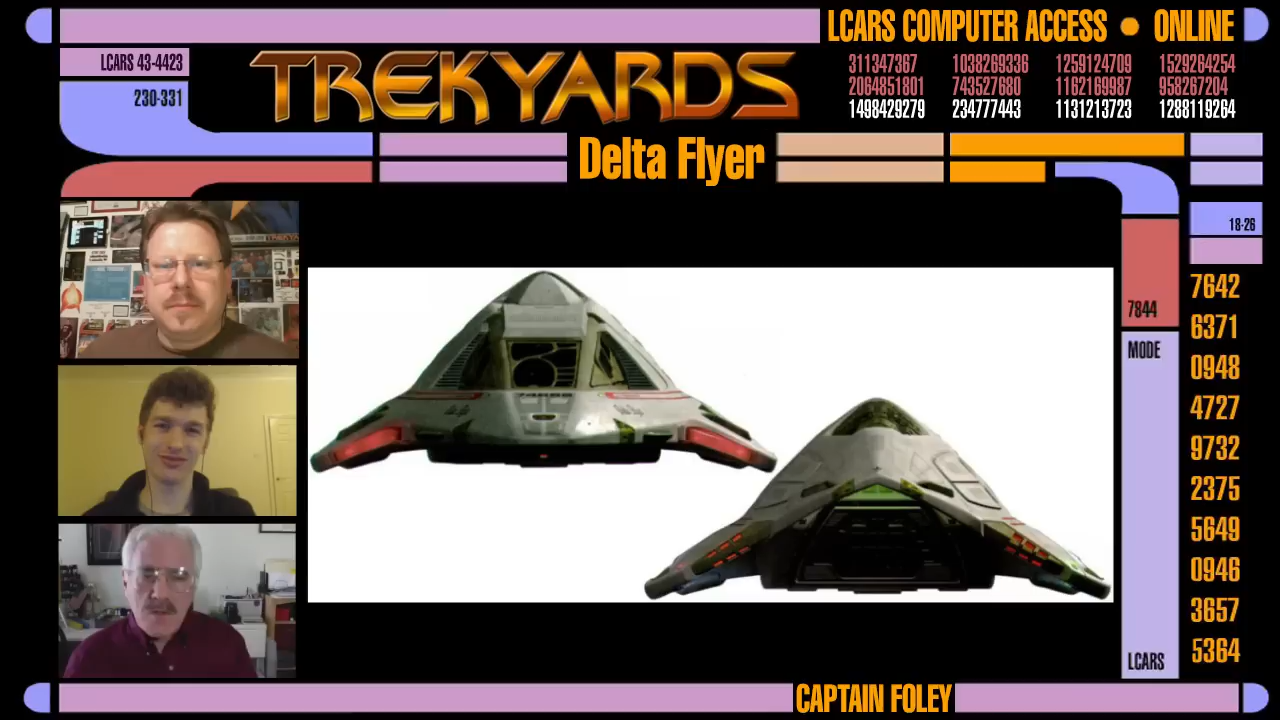 LCARS COMPUTER ACCESS • ONLINE
LCARS 43-4423
230-331
TREKYARDS
311347367 1038269336 1259124709 1529264254
2064851801 743527680 1162169987 958267204
1498429279 234777443 1131213723 1288119264
Delta Flyer
18-26
7844
MODE
7642
6371
0948
4727
9732
2375
5649
0946
3657
5364
LCARS
CAPTAIN FOLEY